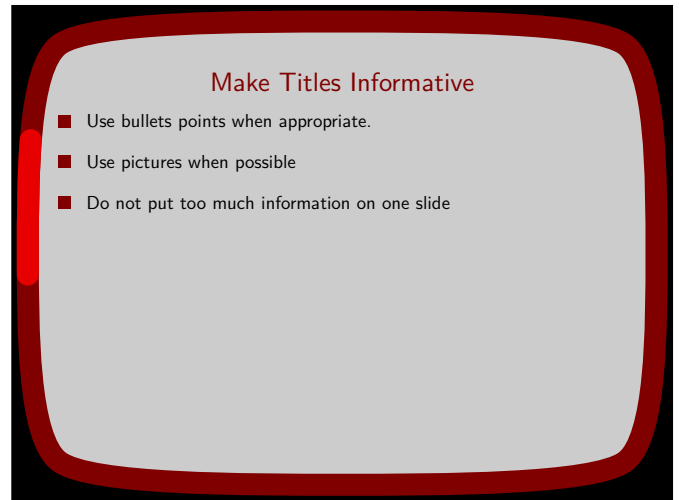 Make Titles Informative
Use bullets points when appropriate.
Use pictures when possible
Do not put too much information on one slide